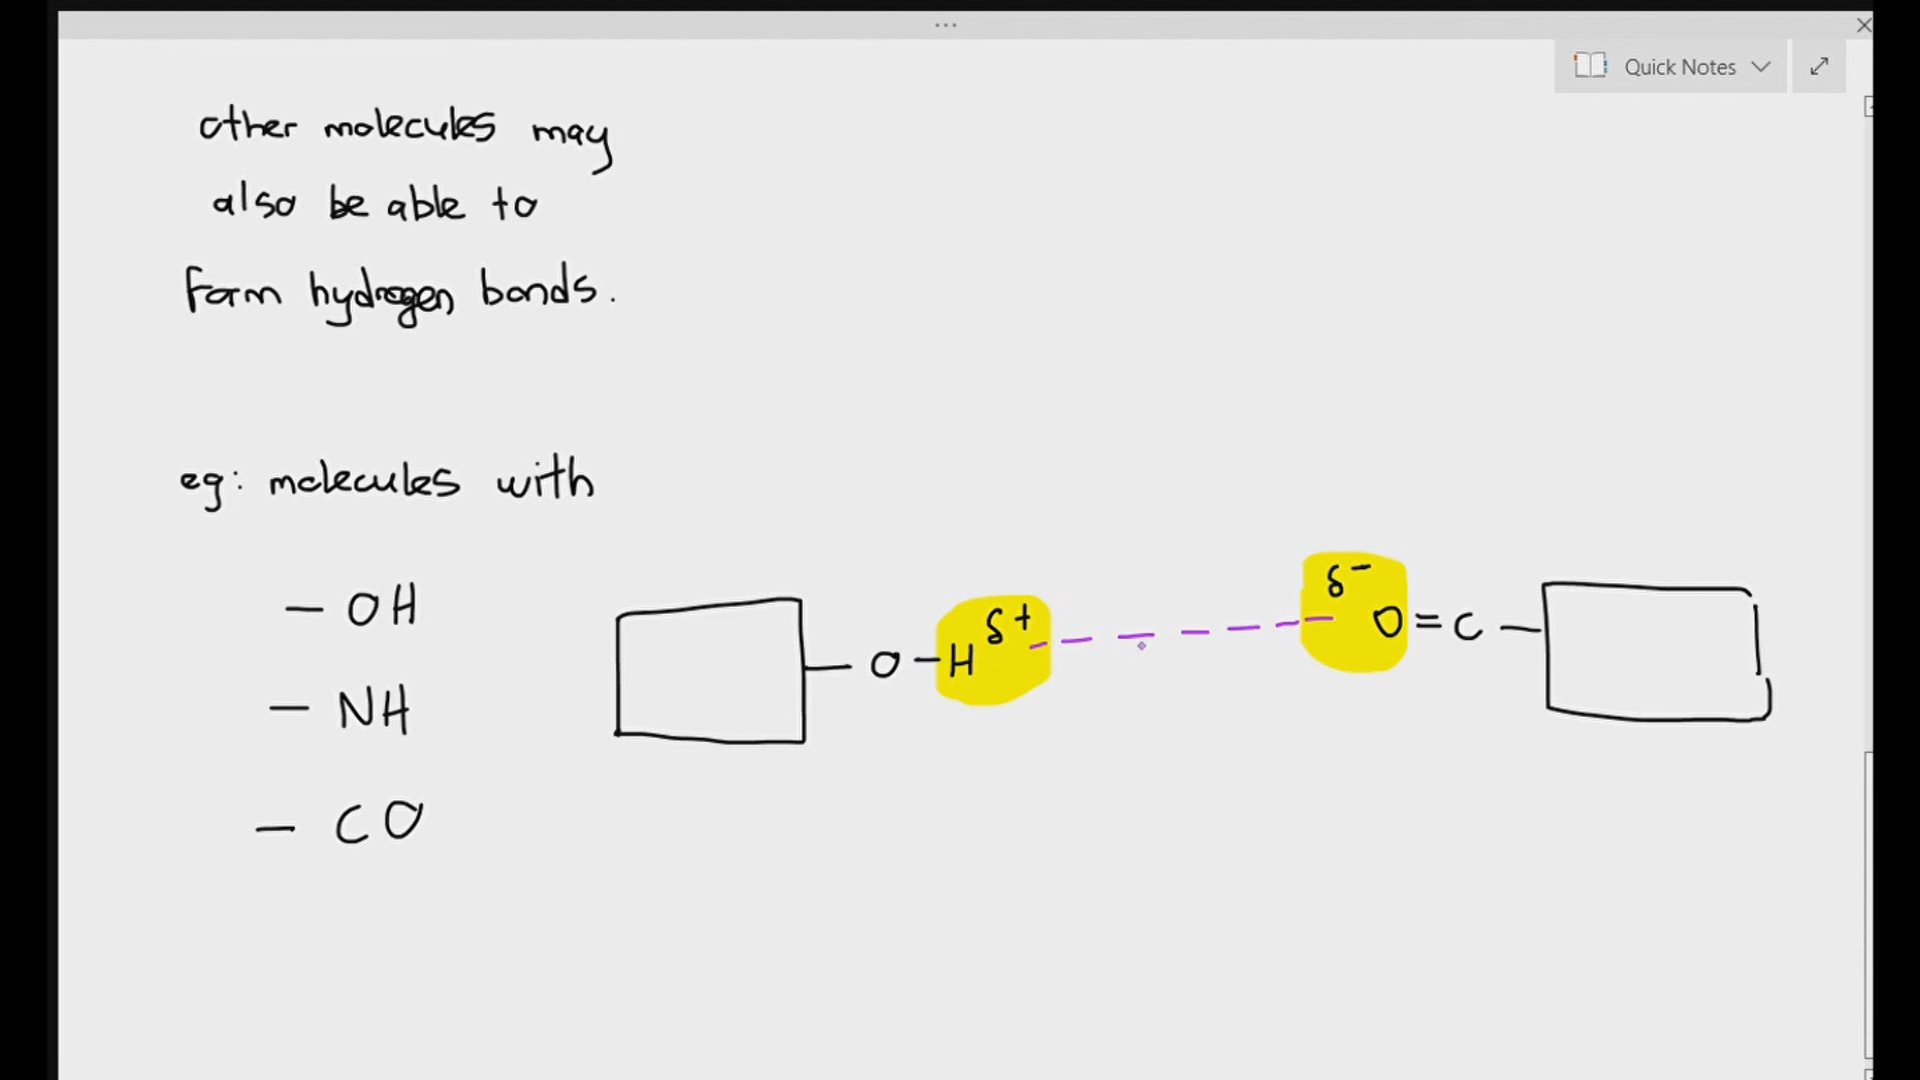 ...
Quick Notes
other molecules may
also be able to
form hydrogen bonds.
eg: molecules with
- OH
- NH
- CO
- O - H δ+ - - - - - - δ- O = C -